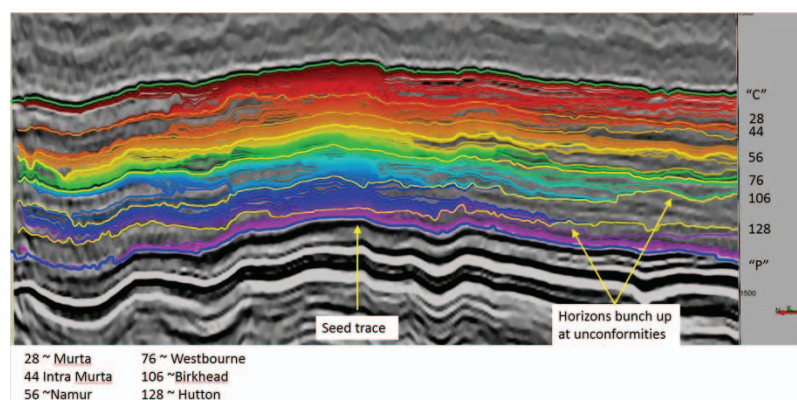 "C"
28
44
56
76
106
128
"P"
1500
Seed trace
Horizons bunch up
at unconformities
28 ~ Murta 76 ~ Westbourne
44 Intra Murta 106 ~Birkhead
56 ~Namur 128 ~ Hutton